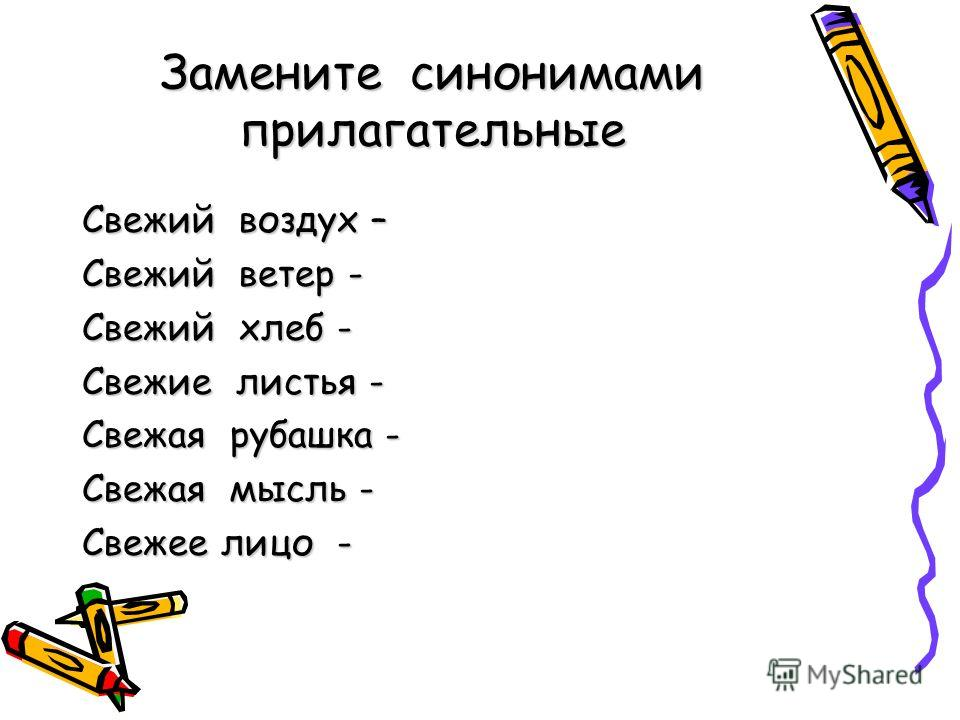 Замените синонимами
прилагательные
Свежий воздух –
Свежий ветер -
Свежий хлеб -
Свежие листья -
Свежая рубашка -
Свежая мысль -
Свежее лицо -
MyShared